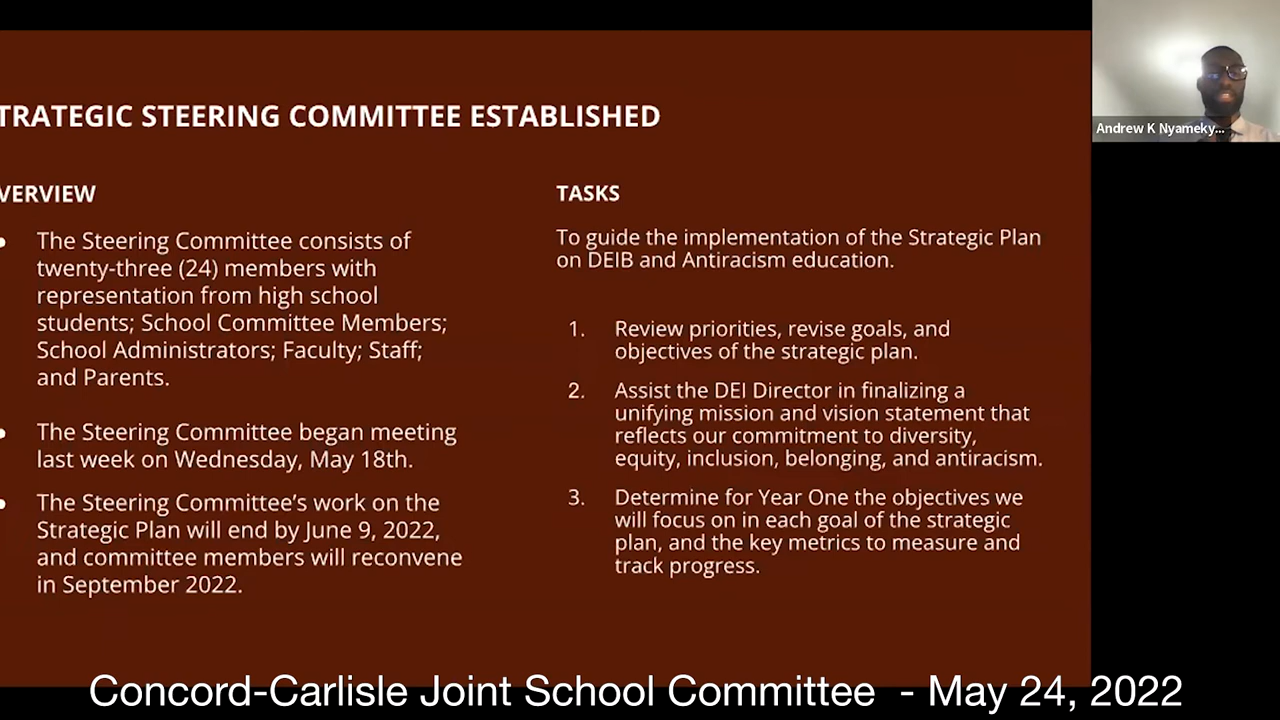 TRATEGIC STEERING COMMITTEE ESTABLISHED
VERVIEW
• The Steering Committee consists of
twenty-three (24) members with
representation from high school
students; School Committee Members;
School Administrators; Faculty; Staff;
and Parents.
• The Steering Committee began meeting
last week on Wednesday, May 18th.
• The Steering Committee’s work on the
Strategic Plan will end by June 9, 2022,
and committee members will reconvene
in September 2022.
TASKS
To guide the implementation of the Strategic Plan
on DEIB and Antiracism education.
1. Review priorities, revise goals, and
objectives of the strategic plan.
2. Assist the DEI Director in finalizing a
unifying mission and vision statement that
reflects our commitment to diversity,
equity, inclusion, belonging, and antiracism.
3. Determine for Year One the objectives we
will focus on in each goal of the strategic
plan, and the key metrics to measure and
track progress.
Andrew K Nyameky...
Concord-Carlisle Joint School Committee - May 24, 2022